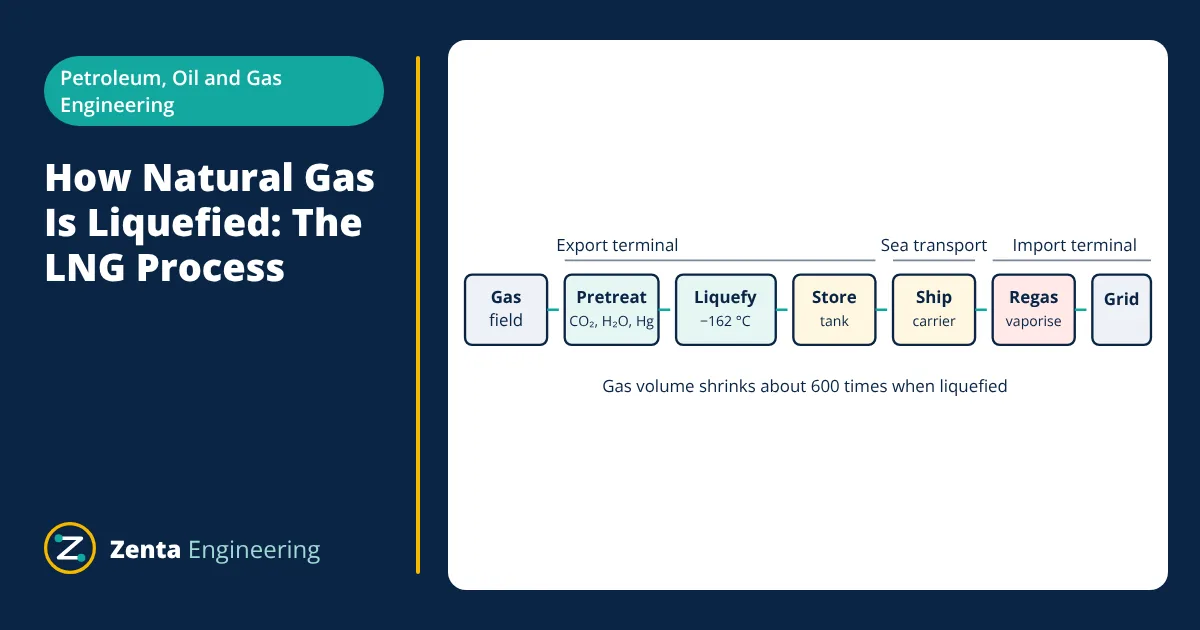 Petroleum, Oil and Gas
Engineering
How Natural Gas
Is Liquefied: The
LNG Process
Zenta Engineering
Export terminal
Sea transport
Import terminal
Gas
field
Pretreat
CO₂, H₂O, Hg
Liquefy
−162 °C
Store
tank
Ship
carrier
Regas
vaporise
Grid
Gas volume shrinks about 600 times when liquefied